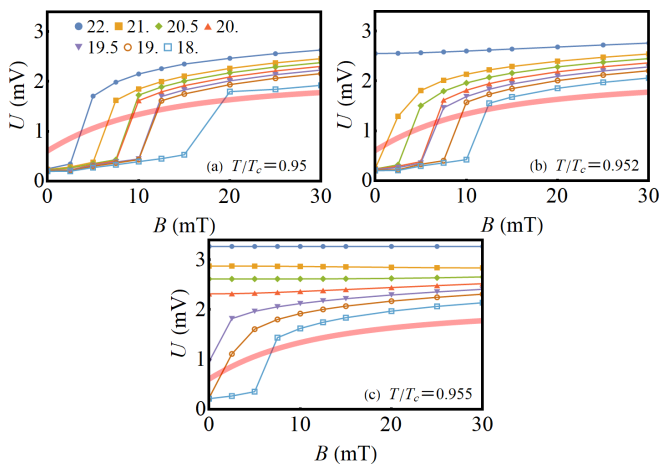 22. 21. 20.5 20.
19.5 19. 18.
U (mV)
3
2
1
0
0 10 20 30
B (mT)
(a) T/Tc=0.95
U (mV)
3
2
1
0
0 10 20 30
B (mT)
(b) T/Tc=0.952
U (mV)
3
2
1
0
0 10 20 30
B (mT)
(c) T/Tc=0.955